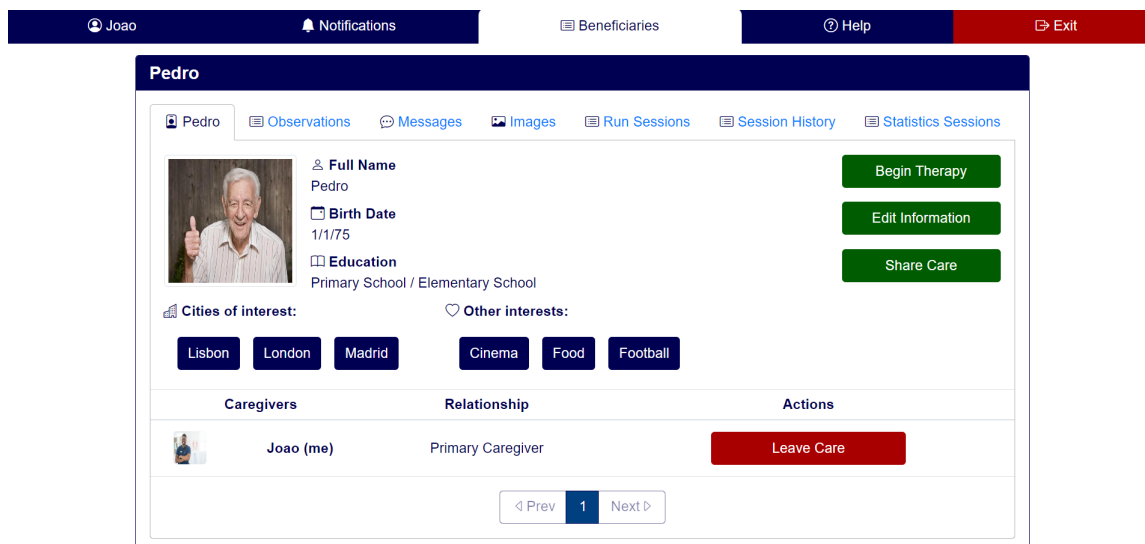 Joao Notifications Beneficiaries Help Exit
Pedro
Pedro Observations Messages Images Run Sessions Session History Statistics Sessions
Full Name
Pedro
Birth Date
1/1/75
Education
Primary School / Elementary School
Begin Therapy
Edit Information
Share Care
Cities of interest: Other interests:
Lisbon London Madrid Cinema Food Football
Caregivers Relationship Actions
Joao (me) Primary Caregiver Leave Care
Prev 1 Next